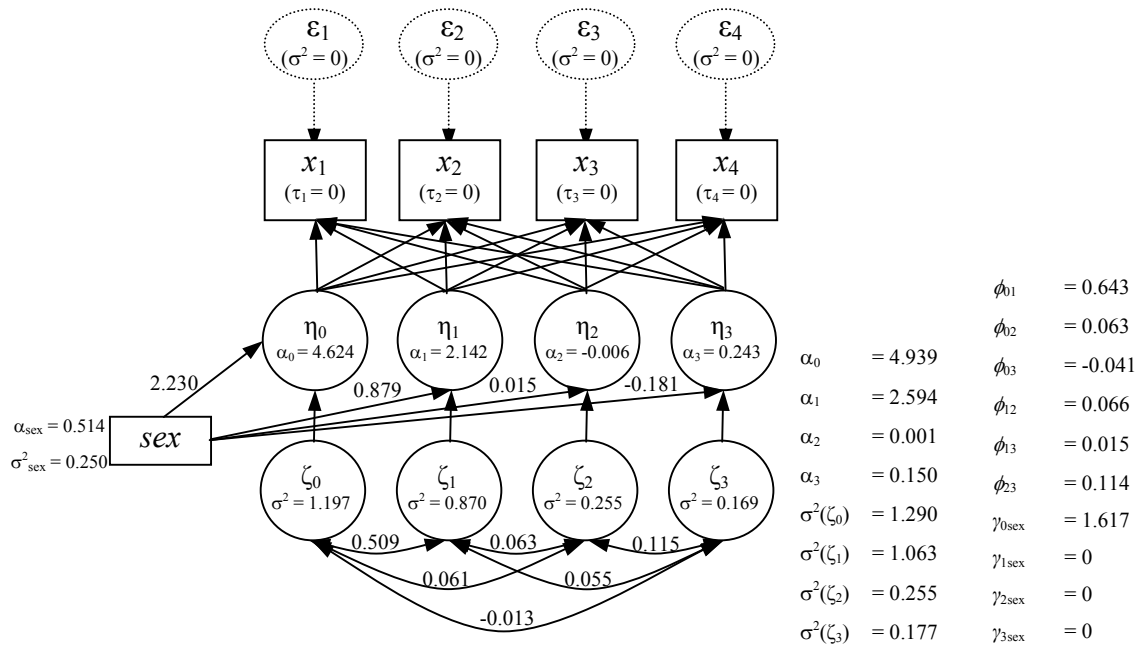 ε1 ε2 ε3 ε4
(σ² = 0) (σ² = 0) (σ² = 0) (σ² = 0)
x1 x2 x3 x4
(τ1 = 0) (τ2 = 0) (τ3 = 0) (τ4 = 0)
η0 η1 η2 η3
α0 = 4.624 α1 = 2.142 α2 = -0.006 α3 = 0.243
2.230 0.879 0.015 -0.181
αsex = 0.514
σ²sex = 0.250
sex
ζ0 ζ1 ζ2 ζ3
σ² = 1.197 σ² = 0.870 σ² = 0.255 σ² = 0.169
0.509 0.063 0.115
0.061 0.055
-0.013
α0 = 4.939
α1 = 2.594
α2 = 0.001
α3 = 0.150
σ²(ζ0) = 1.290
σ²(ζ1) = 1.063
σ²(ζ2) = 0.255
σ²(ζ3) = 0.177
ϕ01 = 0.643
ϕ02 = 0.063
ϕ03 = -0.041
ϕ12 = 0.066
ϕ13 = 0.015
ϕ23 = 0.114
γ0sex = 1.617
γ1sex = 0
γ2sex = 0
γ3sex = 0